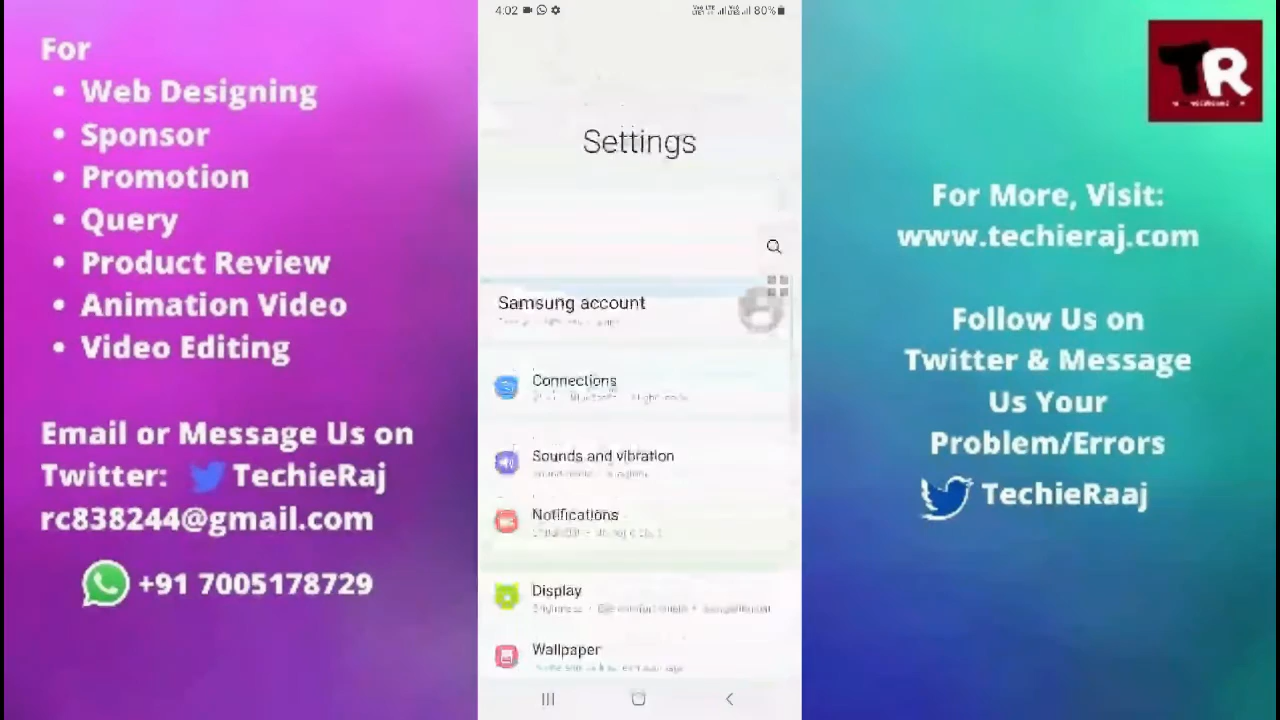 For
• Web Designing
• Sponsor
• Promotion
• Query
• Product Review
• Animation Video
• Video Editing
Email or Message Us on
Twitter: TechieRaj
rc838244@gmail.com
+91 7005178729
4:02
80%
Settings
Samsung account
Connections
Sounds and vibration
Notifications
Display
Wallpaper
TR
For More, Visit:
www.techieraj.com
Follow Us on
Twitter & Message
Us Your
Problem/Errors
TechieRaaj